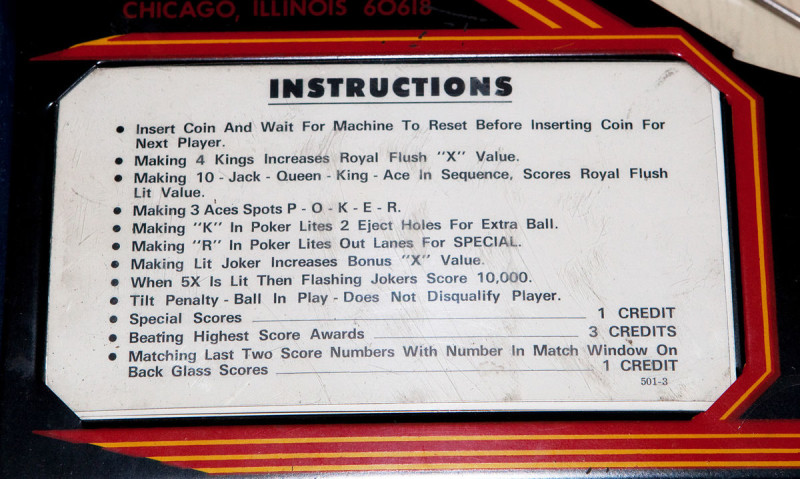 CHICAGO, ILLINOIS 60618
INSTRUCTIONS
• Insert Coin And Wait For Machine To Reset Before Inserting Coin For
Next Player.
• Making 4 Kings Increases Royal Flush "X" Value.
• Making 10 - Jack - Queen - King - Ace In Sequence, Scores Royal Flush
Lit Value.
• Making 3 Aces Spots P - O - K - E - R.
• Making "K" In Poker Lites 2 Eject Holes For Extra Ball.
• Making "R" In Poker Lites Out Lanes For SPECIAL.
• Making Lit Joker Increases Bonus "X" Value.
• When 5X Is Lit Then Flashing Jokers Score 10,000.
• Tilt Penalty - Ball In Play - Does Not Disqualify Player.
• Special Scores 1 CREDIT
• Beating Highest Score Awards 3 CREDITS
• Matching Last Two Score Numbers With Number In Match Window On
Back Glass Scores 1 CREDIT
501-3